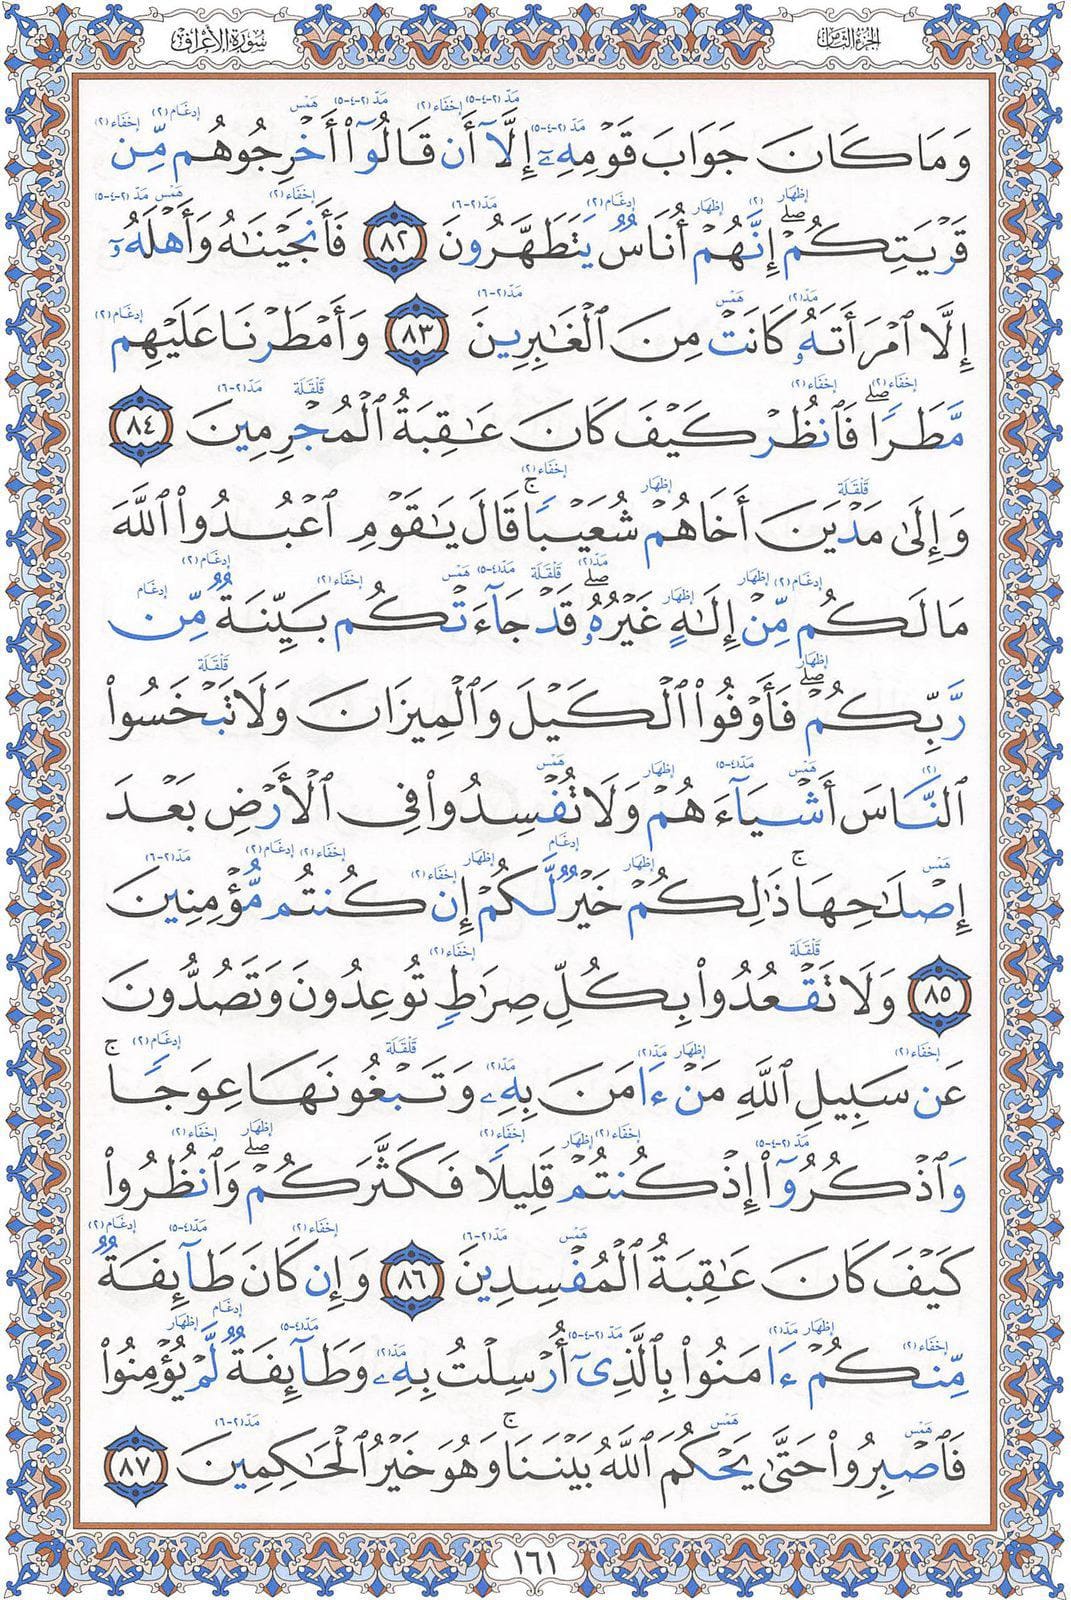 الجزء الثامن
سورة الأعراف
وَمَا كَانَ جَوَابَ قَوْمِهِۦٓ إِلَّآ أَن قَالُوٓا۟ أَخْرِجُوهُم مِّن
قَرْيَتِكُمْ ۖ إِنَّهُمْ أُنَاسٌ يَتَطَهَّرُونَ ٨٢ فَأَنجَيْنَٰهُ وَأَهْلَهُۥٓ
إِلَّا ٱمْرَأَتَهُۥ كَانَتْ مِنَ ٱلْغَٰبِرِينَ ٨٣ وَأَمْطَرْنَا عَلَيْهِم
مَّطَرًا ۖ فَٱنظُرْ كَيْفَ كَانَ عَٰقِبَةُ ٱلْمُجْرِمِينَ ٨٤
وَإِلَىٰ مَدْيَنَ أَخَاهُمْ شُعَيْبًا ۚ قَالَ يَٰقَوْمِ ٱعْبُدُوا۟ ٱللَّهَ
مَا لَكُم مِّنْ إِلَٰهٍ غَيْرُهُۥ ۖ قَدْ جَآءَتْكُم بَيِّنَةٌ مِّن
رَّبِّكُمْ ۖ فَأَوْفُوا۟ ٱلْكَيْلَ وَٱلْمِيزَانَ وَلَا تَبْخَسُوا۟
ٱلنَّاسَ أَشْيَآءَهُمْ وَلَا تُفْسِدُوا۟ فِى ٱلْأَرْضِ بَعْدَ
إِصْلَٰحِهَا ۚ ذَٰلِكُمْ خَيْرٌ لَّكُمْ إِن كُنتُم مُّؤْمِنِينَ
٨٥ وَلَا تَقْعُدُوا۟ بِكُلِّ صِرَٰطٍ تُوعِدُونَ وَتَصُدُّونَ
عَن سَبِيلِ ٱللَّهِ مَنْ ءَامَنَ بِهِۦ وَتَبْغُونَهَا عِوَجًا ۚ
وَٱذْكُرُوٓا۟ إِذْ كُنتُمْ قَلِيلًا فَكَثَّرَكُمْ ۖ وَٱنظُرُوا۟
كَيْفَ كَانَ عَٰقِبَةُ ٱلْمُفْسِدِينَ ٨٦ وَإِن كَانَ طَآئِفَةٌ
مِّنكُمْ ءَامَنُوا۟ بِٱلَّذِىٓ أُرْسِلْتُ بِهِۦ وَطَآئِفَةٌ لَّمْ يُؤْمِنُوا۟
فَٱصْبِرُوا۟ حَتَّىٰ يَحْكُمَ ٱللَّهُ بَيْنَنَا ۚ وَهُوَ خَيْرُ ٱلْحَٰكِمِينَ ٨٧
١٦١